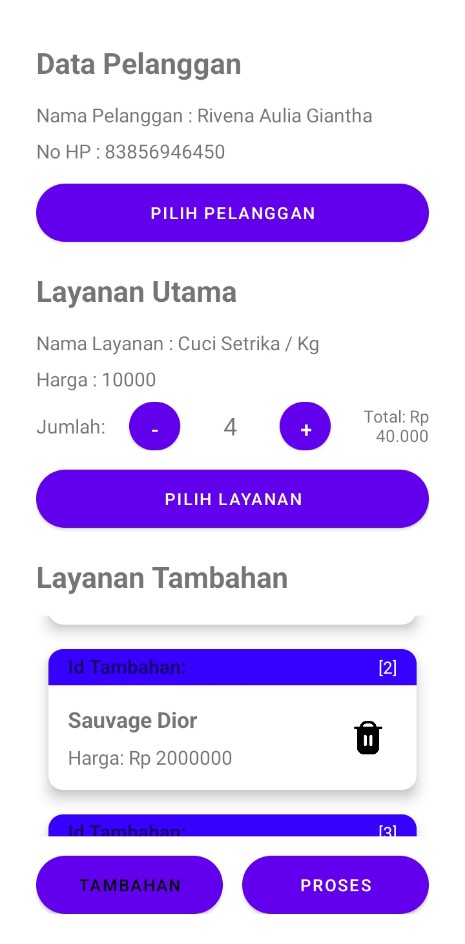 Data Pelanggan
Nama Pelanggan : Rivena Aulia Giantha
No HP : 83856946450
PILIH PELANGGAN
Layanan Utama
Nama Layanan : Cuci Setrika / Kg
Harga : 10000
Jumlah: - 4 + Total: Rp
40.000
PILIH LAYANAN
Layanan Tambahan
Id Tambahan: [2]
Sauvage Dior
Harga: Rp 2000000
Id Tambahan: [3]
TAMBAHAN PROSES